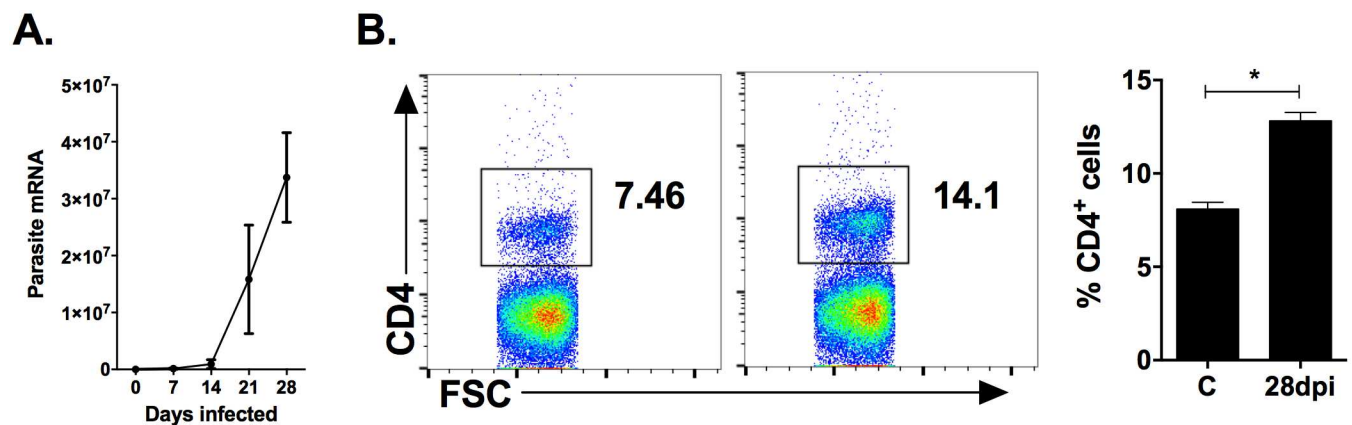 A.
5×10⁷
4×10⁷
3×10⁷
2×10⁷
1×10⁷
0
Parasite mRNA
0 7 14 21 28
Days infected
B.
CD4
7.46
14.1
FSC
% CD4⁺ cells
15
10
5
0
*
C 28dpi